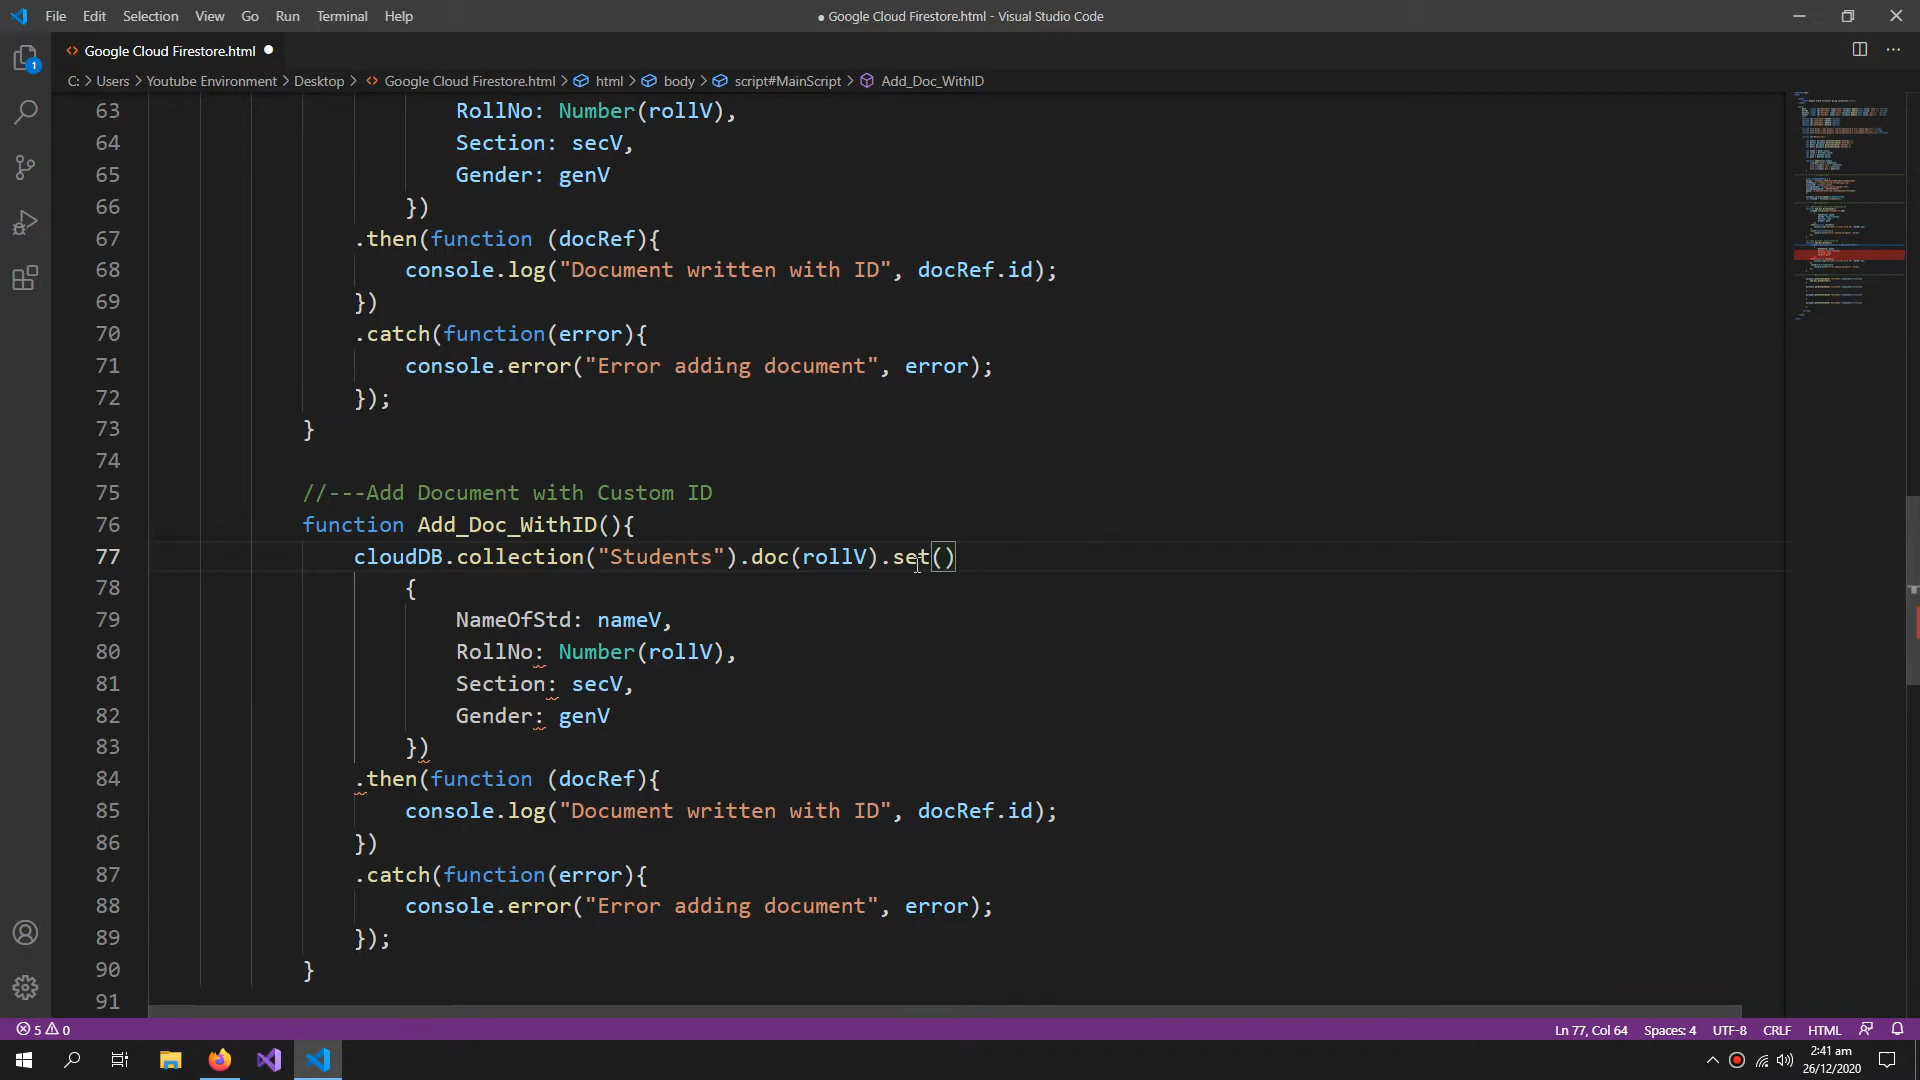 File Edit Selection View Go Run Terminal Help
● Google Cloud Firestore.html - Visual Studio Code
Google Cloud Firestore.html ●
C: > Users > Youtube Environment > Desktop > Google Cloud Firestore.html > html > body > script#MainScript > Add_Doc_WithID
63 RollNo: Number(rollV),
64 Section: secV,
65 Gender: genV
66 })
67 .then(function (docRef){
68 console.log("Document written with ID", docRef.id);
69 })
70 .catch(function(error){
71 console.error("Error adding document", error);
72 });
73 }
74
75 //---Add Document with Custom ID
76 function Add_Doc_WithID(){
77 cloudDB.collection("Students").doc(rollV).set()
78 {
79 NameOfStd: nameV,
80 RollNo: Number(rollV),
81 Section: secV,
82 Gender: genV
83 })
84 .then(function (docRef){
85 console.log("Document written with ID", docRef.id);
86 })
87 .catch(function(error){
88 console.error("Error adding document", error);
89 });
90 }
91
1
5 0 Ln 77, Col 64 Spaces: 4 UTF-8 CRLF HTML
2:41 am
26/12/2020